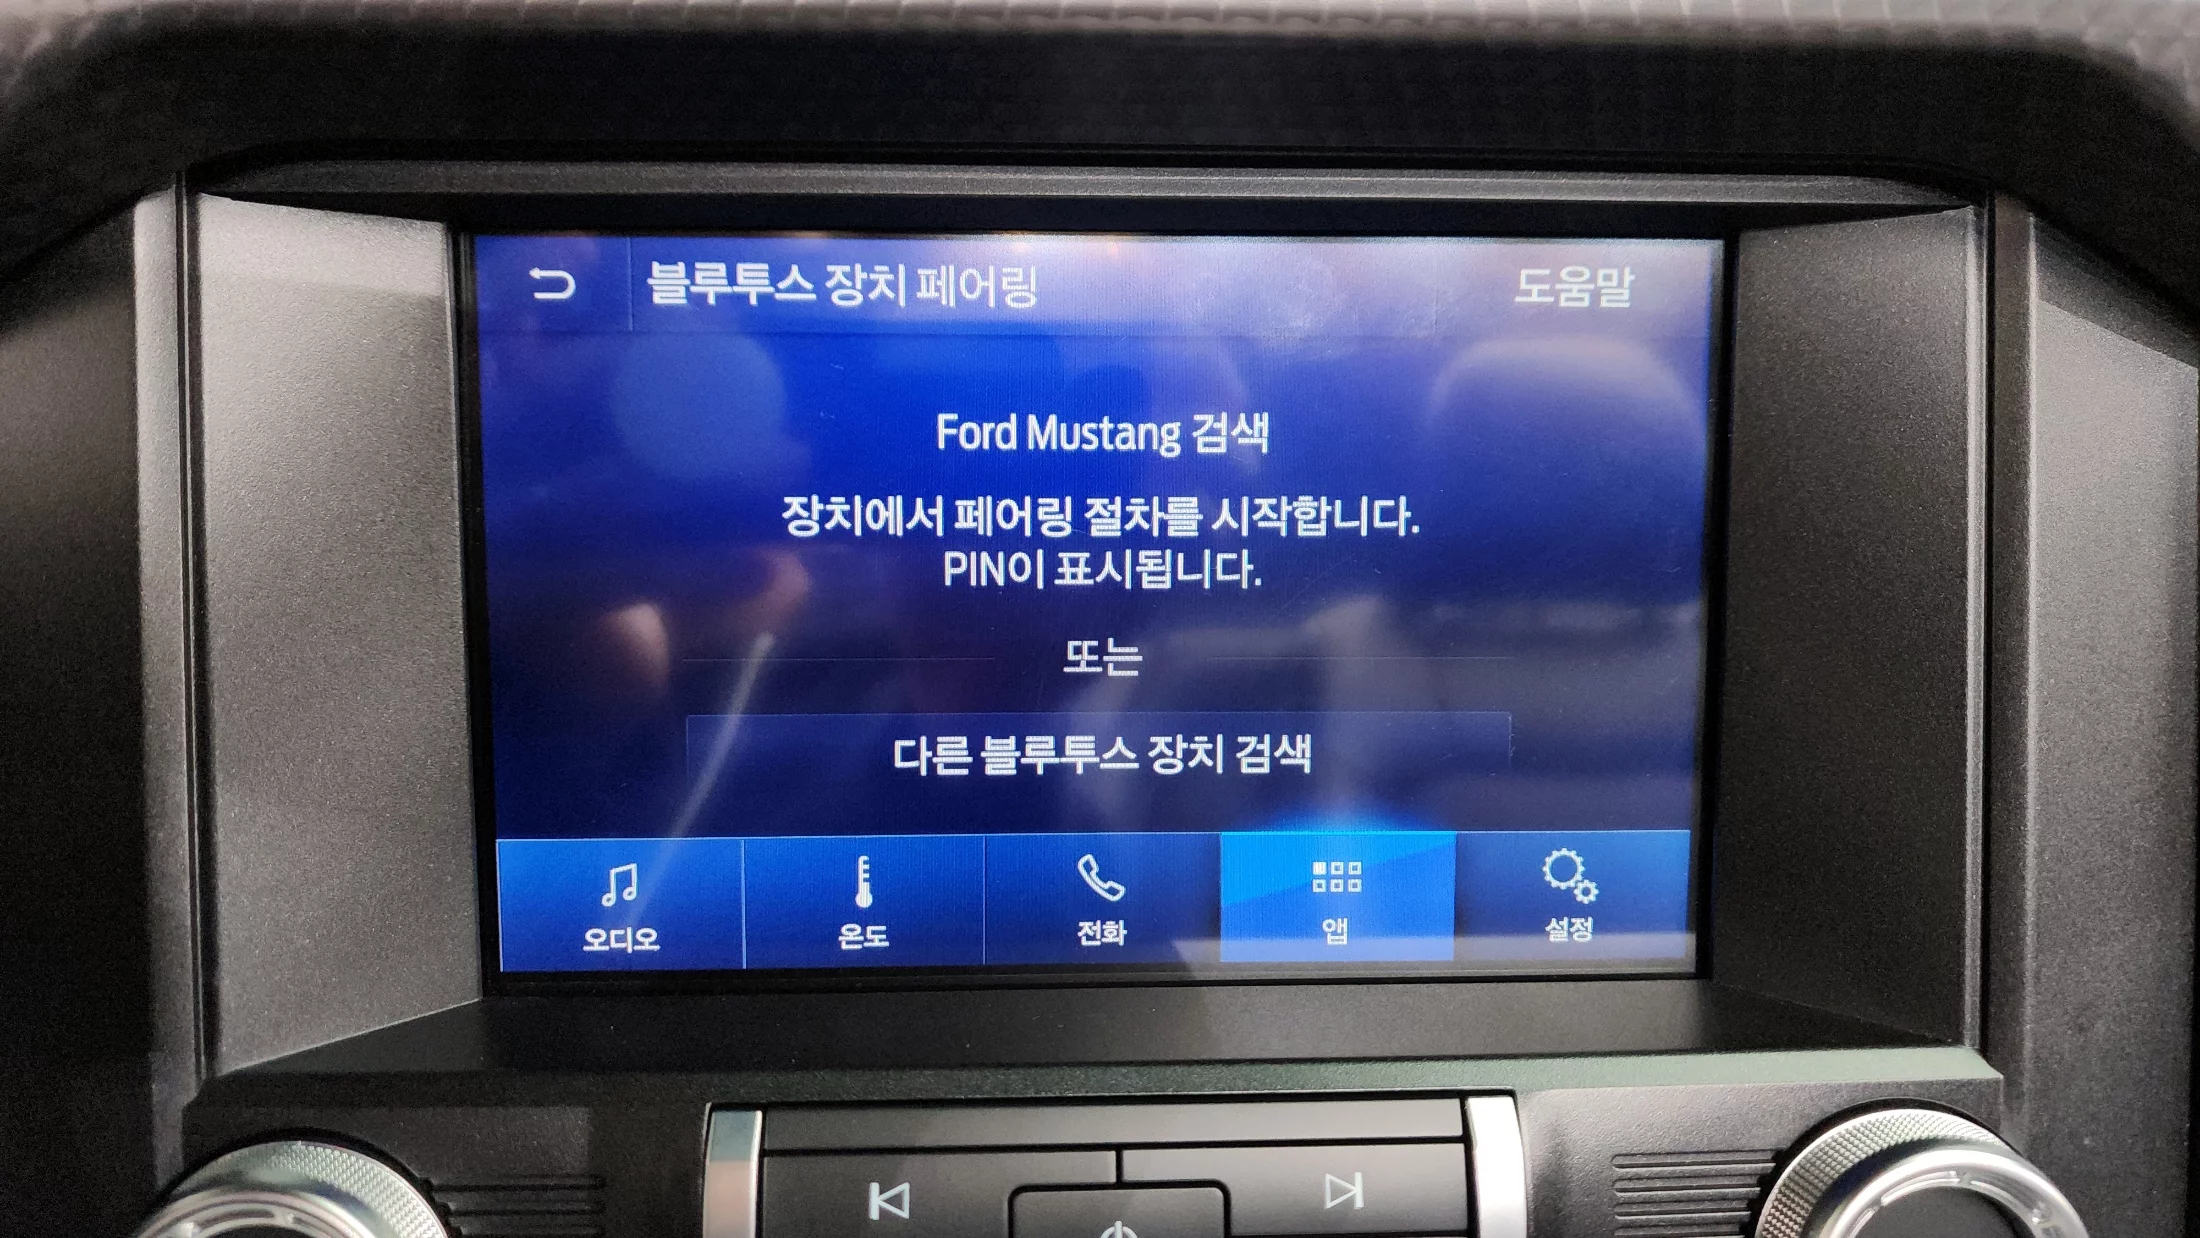 블루투스 장치 페어링
도움말
Ford Mustang 검색
장치에서 페어링 절차를 시작합니다.
PIN이 표시됩니다.
또는
다른 블루투스 장치 검색
오디오
온도
전화
앱
설정